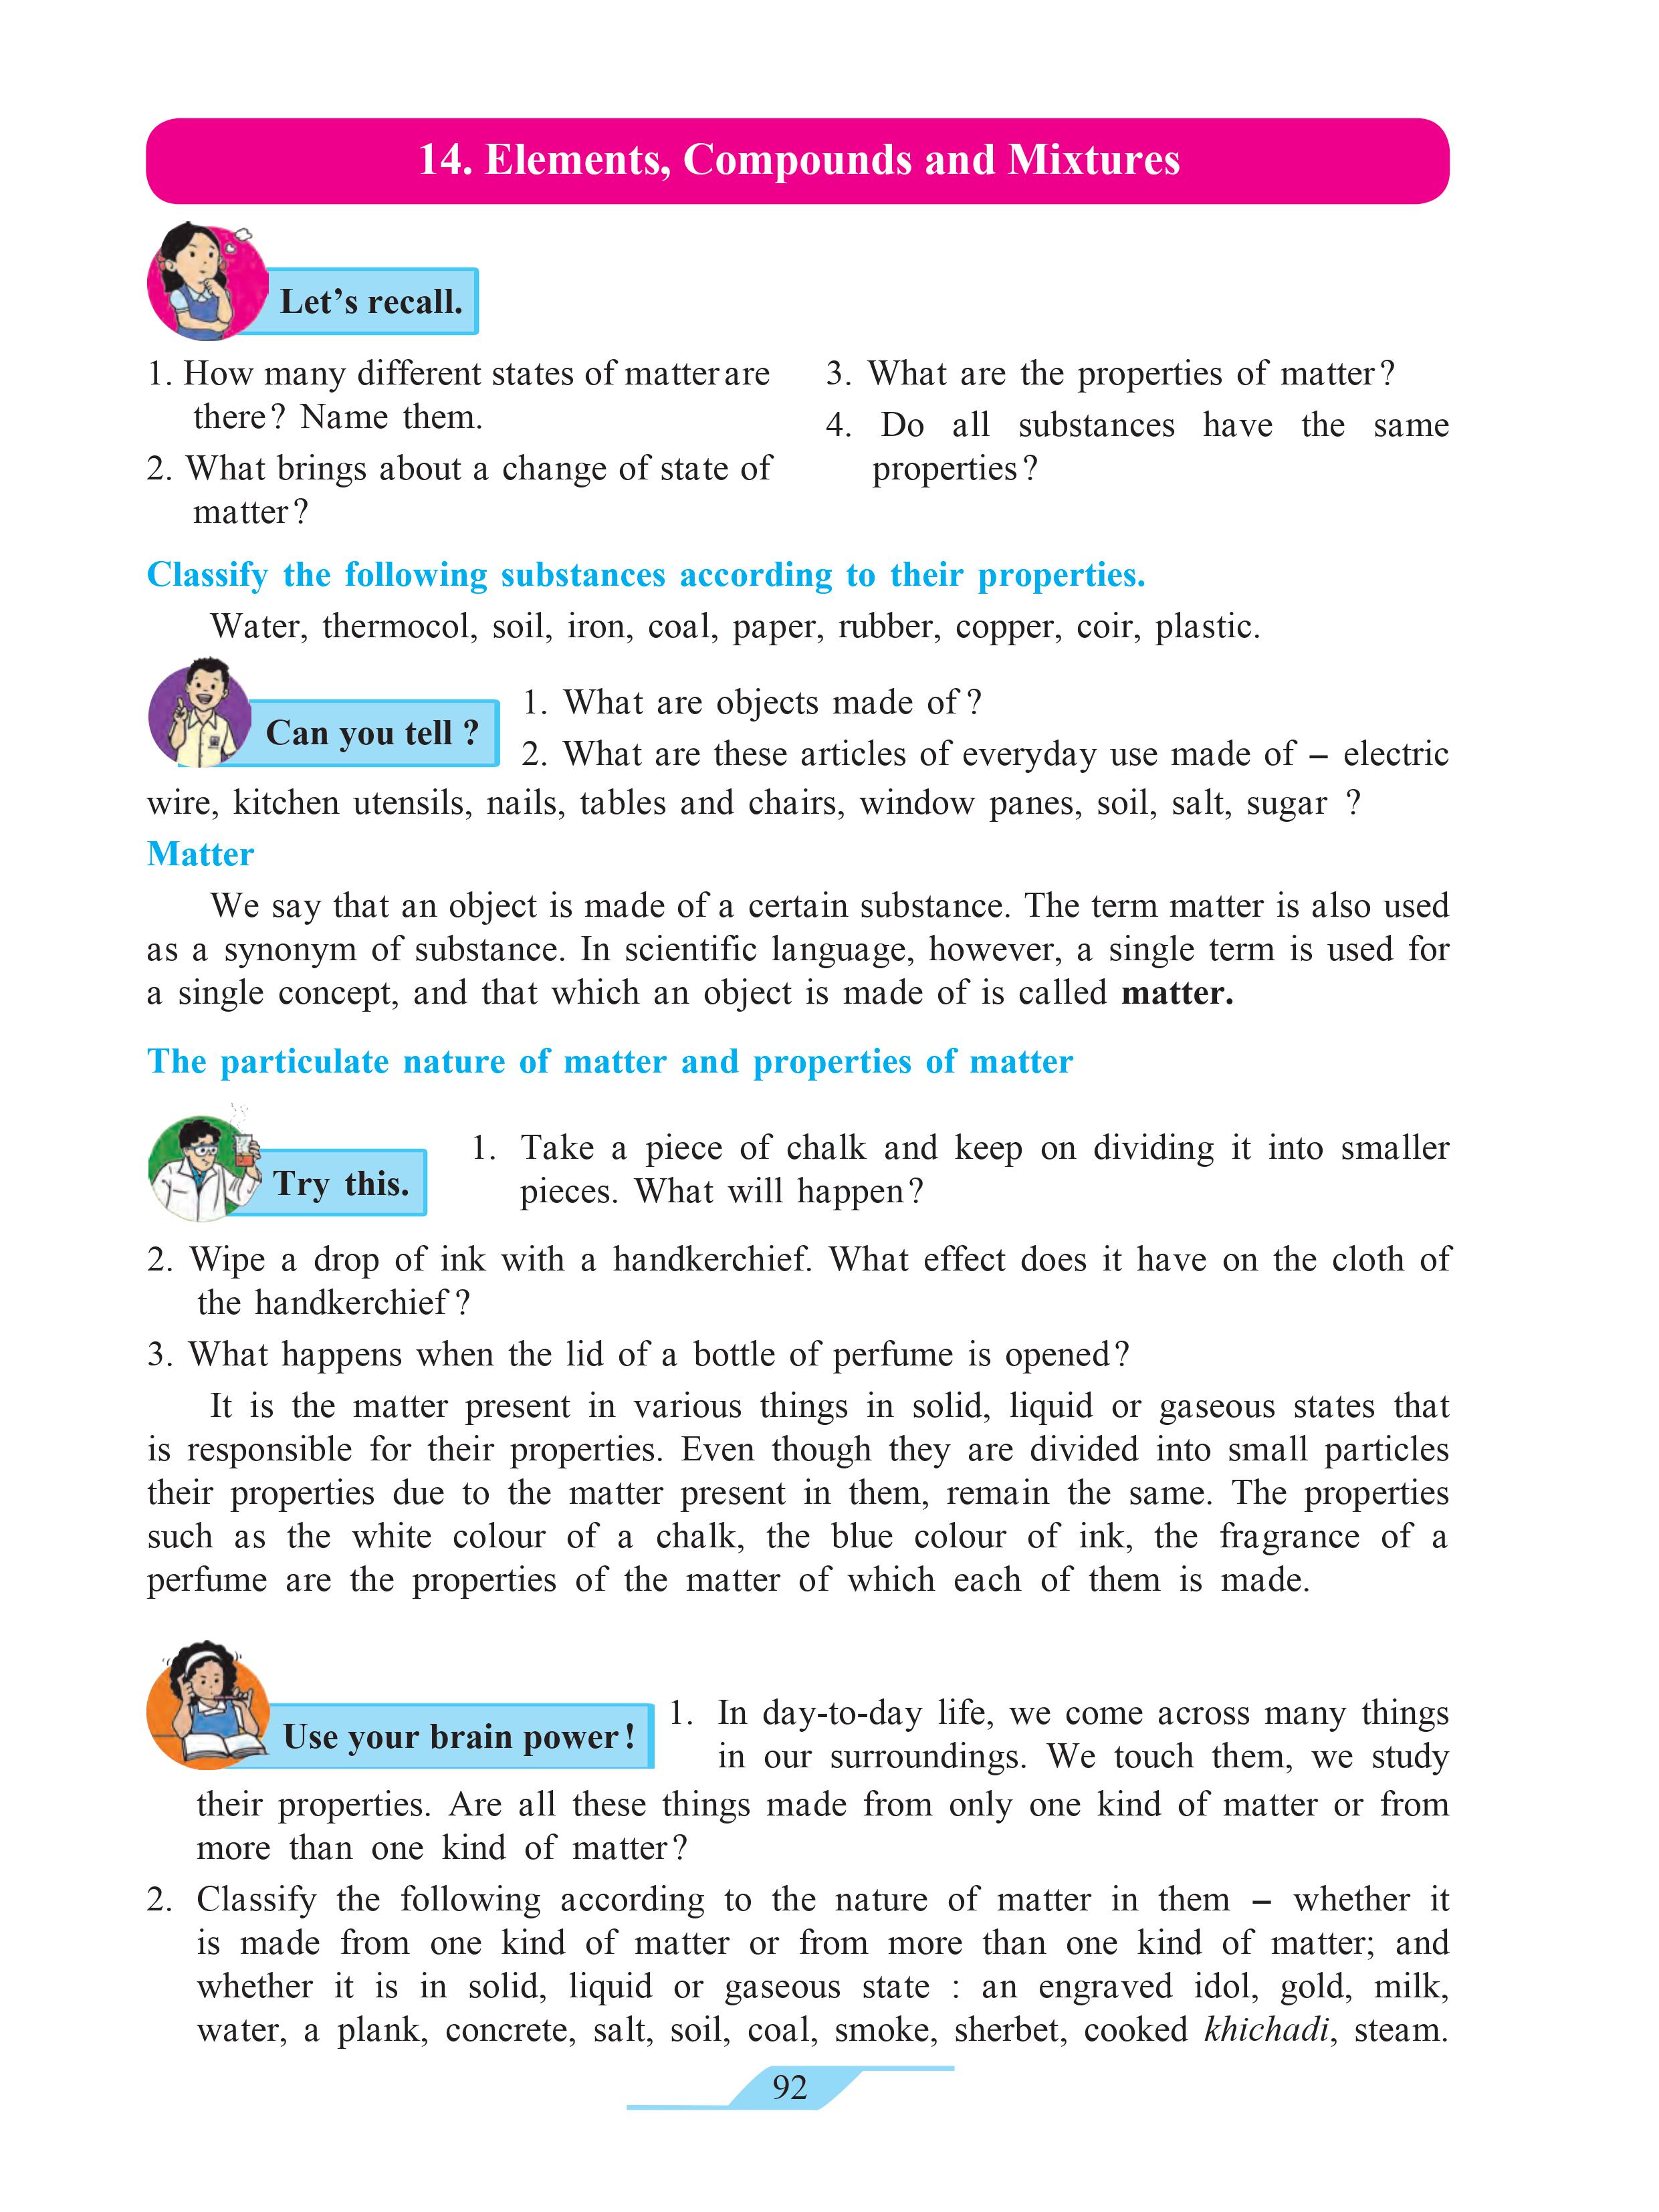 14. Elements, Compounds and Mixtures
Let’s recall.
1. How many different states of matter are
there? Name them.
2. What brings about a change of state of
matter?
3. What are the properties of matter?
4. Do all substances have the same
properties?
Classify the following substances according to their properties.
Water, thermocol, soil, iron, coal, paper, rubber, copper, coir, plastic.
Can you tell ?
1. What are objects made of ?
2. What are these articles of everyday use made of – electric
wire, kitchen utensils, nails, tables and chairs, window panes, soil, salt, sugar ?
Matter
We say that an object is made of a certain substance. The term matter is also used
as a synonym of substance. In scientific language, however, a single term is used for
a single concept, and that which an object is made of is called matter.
The particulate nature of matter and properties of matter
Try this.
1. Take a piece of chalk and keep on dividing it into smaller
pieces. What will happen?
2. Wipe a drop of ink with a handkerchief. What effect does it have on the cloth of
the handkerchief ?
3. What happens when the lid of a bottle of perfume is opened?
It is the matter present in various things in solid, liquid or gaseous states that
is responsible for their properties. Even though they are divided into small particles
their properties due to the matter present in them, remain the same. The properties
such as the white colour of a chalk, the blue colour of ink, the fragrance of a
perfume are the properties of the matter of which each of them is made.
Use your brain power !
1. In day-to-day life, we come across many things
in our surroundings. We touch them, we study
their properties. Are all these things made from only one kind of matter or from
more than one kind of matter?
2. Classify the following according to the nature of matter in them – whether it
is made from one kind of matter or from more than one kind of matter; and
whether it is in solid, liquid or gaseous state : an engraved idol, gold, milk,
water, a plank, concrete, salt, soil, coal, smoke, sherbet, cooked khichadi, steam.
92